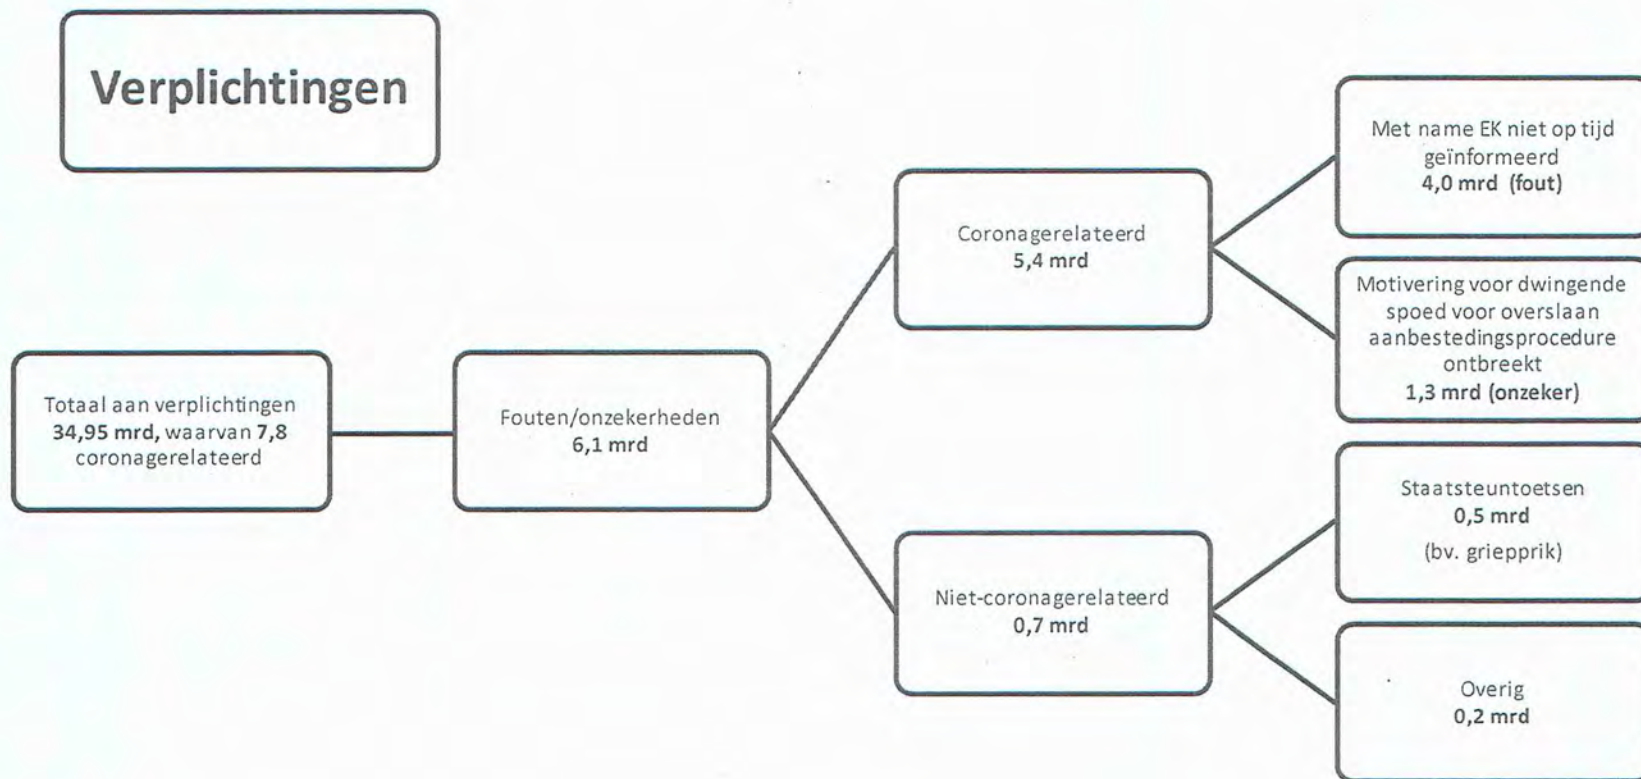 Verplichtingen
Totaal aan verplichtingen
34,95 mrd, waarvan 7,8
coronagerelateerd
Fouten/onzekerheden
6,1 mrd
Coronagerelateerd
5,4 mrd
Met name EK niet op tijd
geïnformeerd
4,0 mrd (fout)
Motivering voor dwingende
spoed voor overslaan
aanbestedingsprocedure
ontbreekt
1,3 mrd (onzeker)
Niet-coronagerelateerd
0,7 mrd
Staatsteuntoetsen
0,5 mrd
(bv. griepprik)
Overig
0,2 mrd